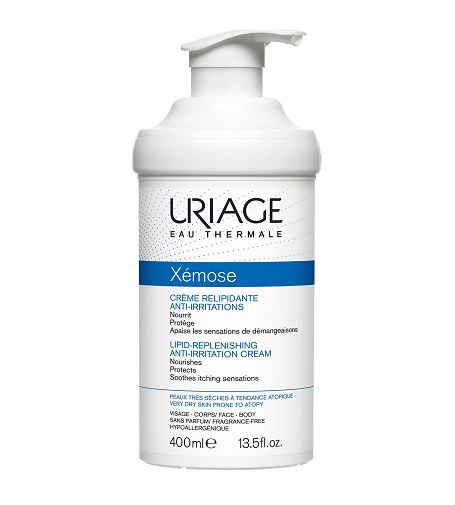 URIAGE
EAU THERMALE
Xémose
CRÈME RELIPIDANTE
ANTI-IRRITATIONS
Nourrit
Protège
Apaise les sensations de démangeaisons
LIPID-REPLENISHING
ANTI-IRRITATION CREAM
Nourishes
Protects
Soothes itching sensations
PEAUX TRÈS SÈCHES À TENDANCE ATOPIQUE
VERY DRY SKIN PRONE TO ATOPY
VISAGE - CORPS/ FACE - BODY
SANS PARFUM/ FRAGRANCE-FREE
HYPOALLERGÉNIQUE
400ml℮ 13.5fl.oz.